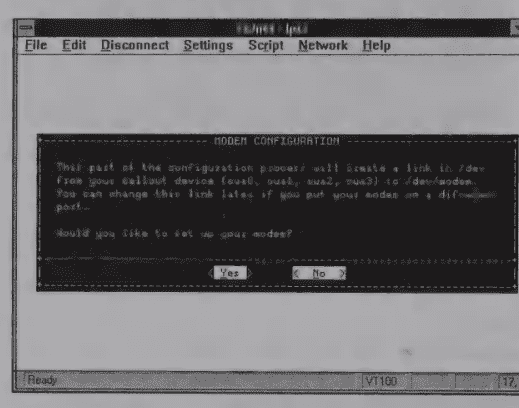 File Edit Disconnect Settings Script Network Help
MODEM CONFIGURATION
This part of the configuration process will create a link in /dev
from your callout device (cua0, cua1, cua2, cua3) to /dev/modem.
You can change this link later if you put your modem on a different
port.
Would you like to set up your modem?
Yes No
Ready VT100 17,